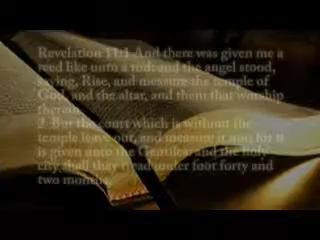 Revelation 11:1 And there was given me a
reed like unto a rod: and the angel stood,
saying, Rise, and measure the temple of
God, and the altar, and them that worship
therein.
2 But the court which is without the
temple leave out, and measure it not; for it
is given unto the Gentiles: and the holy
city shall they tread under foot forty and
two months.